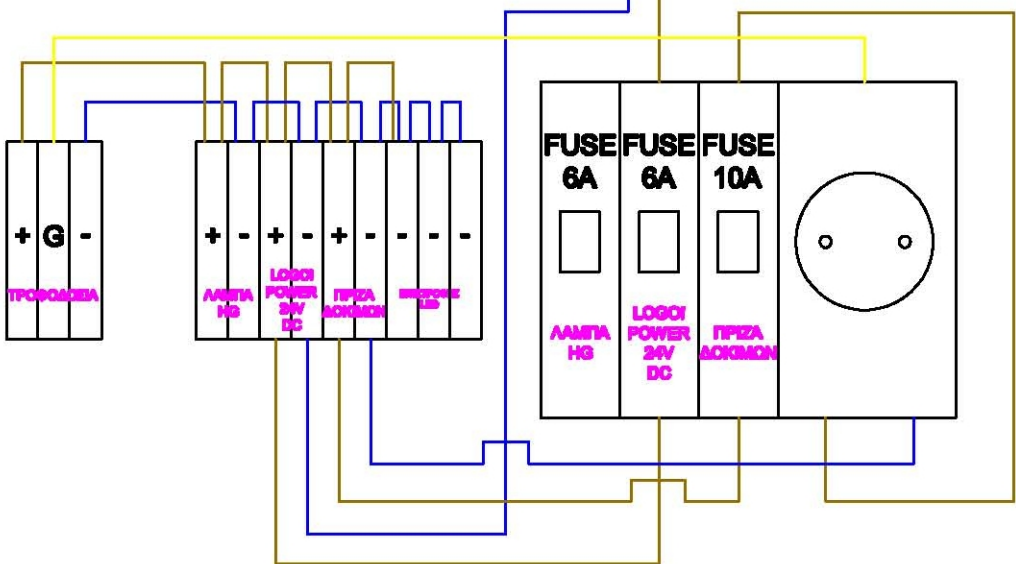 FUSE FUSE FUSE
6A 6A 10A
+ G - + - + - + - - - -
ΤΡΟΦΟΔΟΣΙΑ
ΛΑΜΠΑ
HG
LOGO!
POWER
24V
DC
ΠΡΙΖΑ
ΔΟΚΙΜΩΝ
LED
ΛΑΜΠΑ
HG
LOGO!
POWER
24V
DC
ΠΡΙΖΑ
ΔΟΚΙΜΩΝ